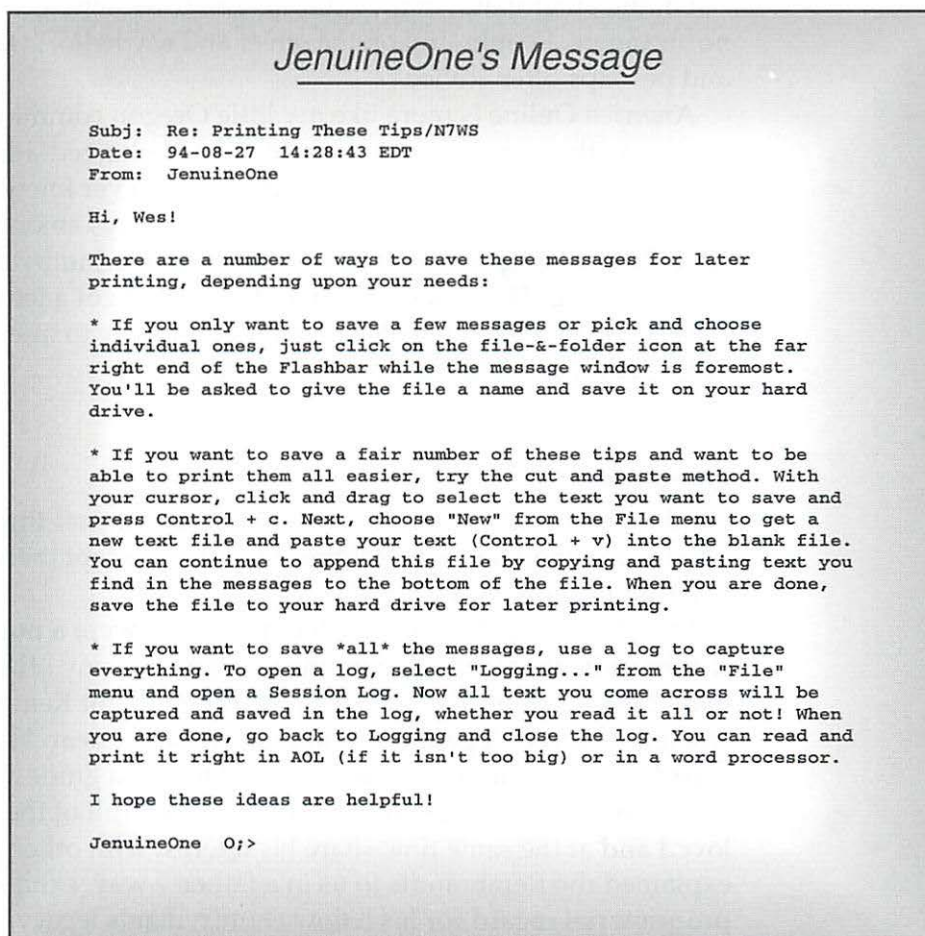 JenuineOne's Message
Subj: Re: Printing These Tips/N7WS
Date: 94-08-27 14:28:43 EDT
From: JenuineOne
Hi, Wes!
There are a number of ways to save these messages for later
printing, depending upon your needs:
* If you only want to save a few messages or pick and choose
individual ones, just click on the file-&-folder icon at the far
right end of the Flashbar while the message window is foremost.
You'll be asked to give the file a name and save it on your hard
drive.
* If you want to save a fair number of these tips and want to be
able to print them all easier, try the cut and paste method. With
your cursor, click and drag to select the text you want to save and
press Control + c. Next, choose "New" from the File menu to get a
new text file and paste your text (Control + v) into the blank file.
You can continue to append this file by copying and pasting text you
find in the messages to the bottom of the file. When you are done,
save the file to your hard drive for later printing.
* If you want to save *all* the messages, use a log to capture
everything. To open a log, select "Logging..." from the "File"
menu and open a Session Log. Now all text you come across will be
captured and saved in the log, whether you read it all or not! When
you are done, go back to Logging and close the log. You can read and
print it right in AOL (if it isn't too big) or in a word processor.
I hope these ideas are helpful!
JenuineOne O;>